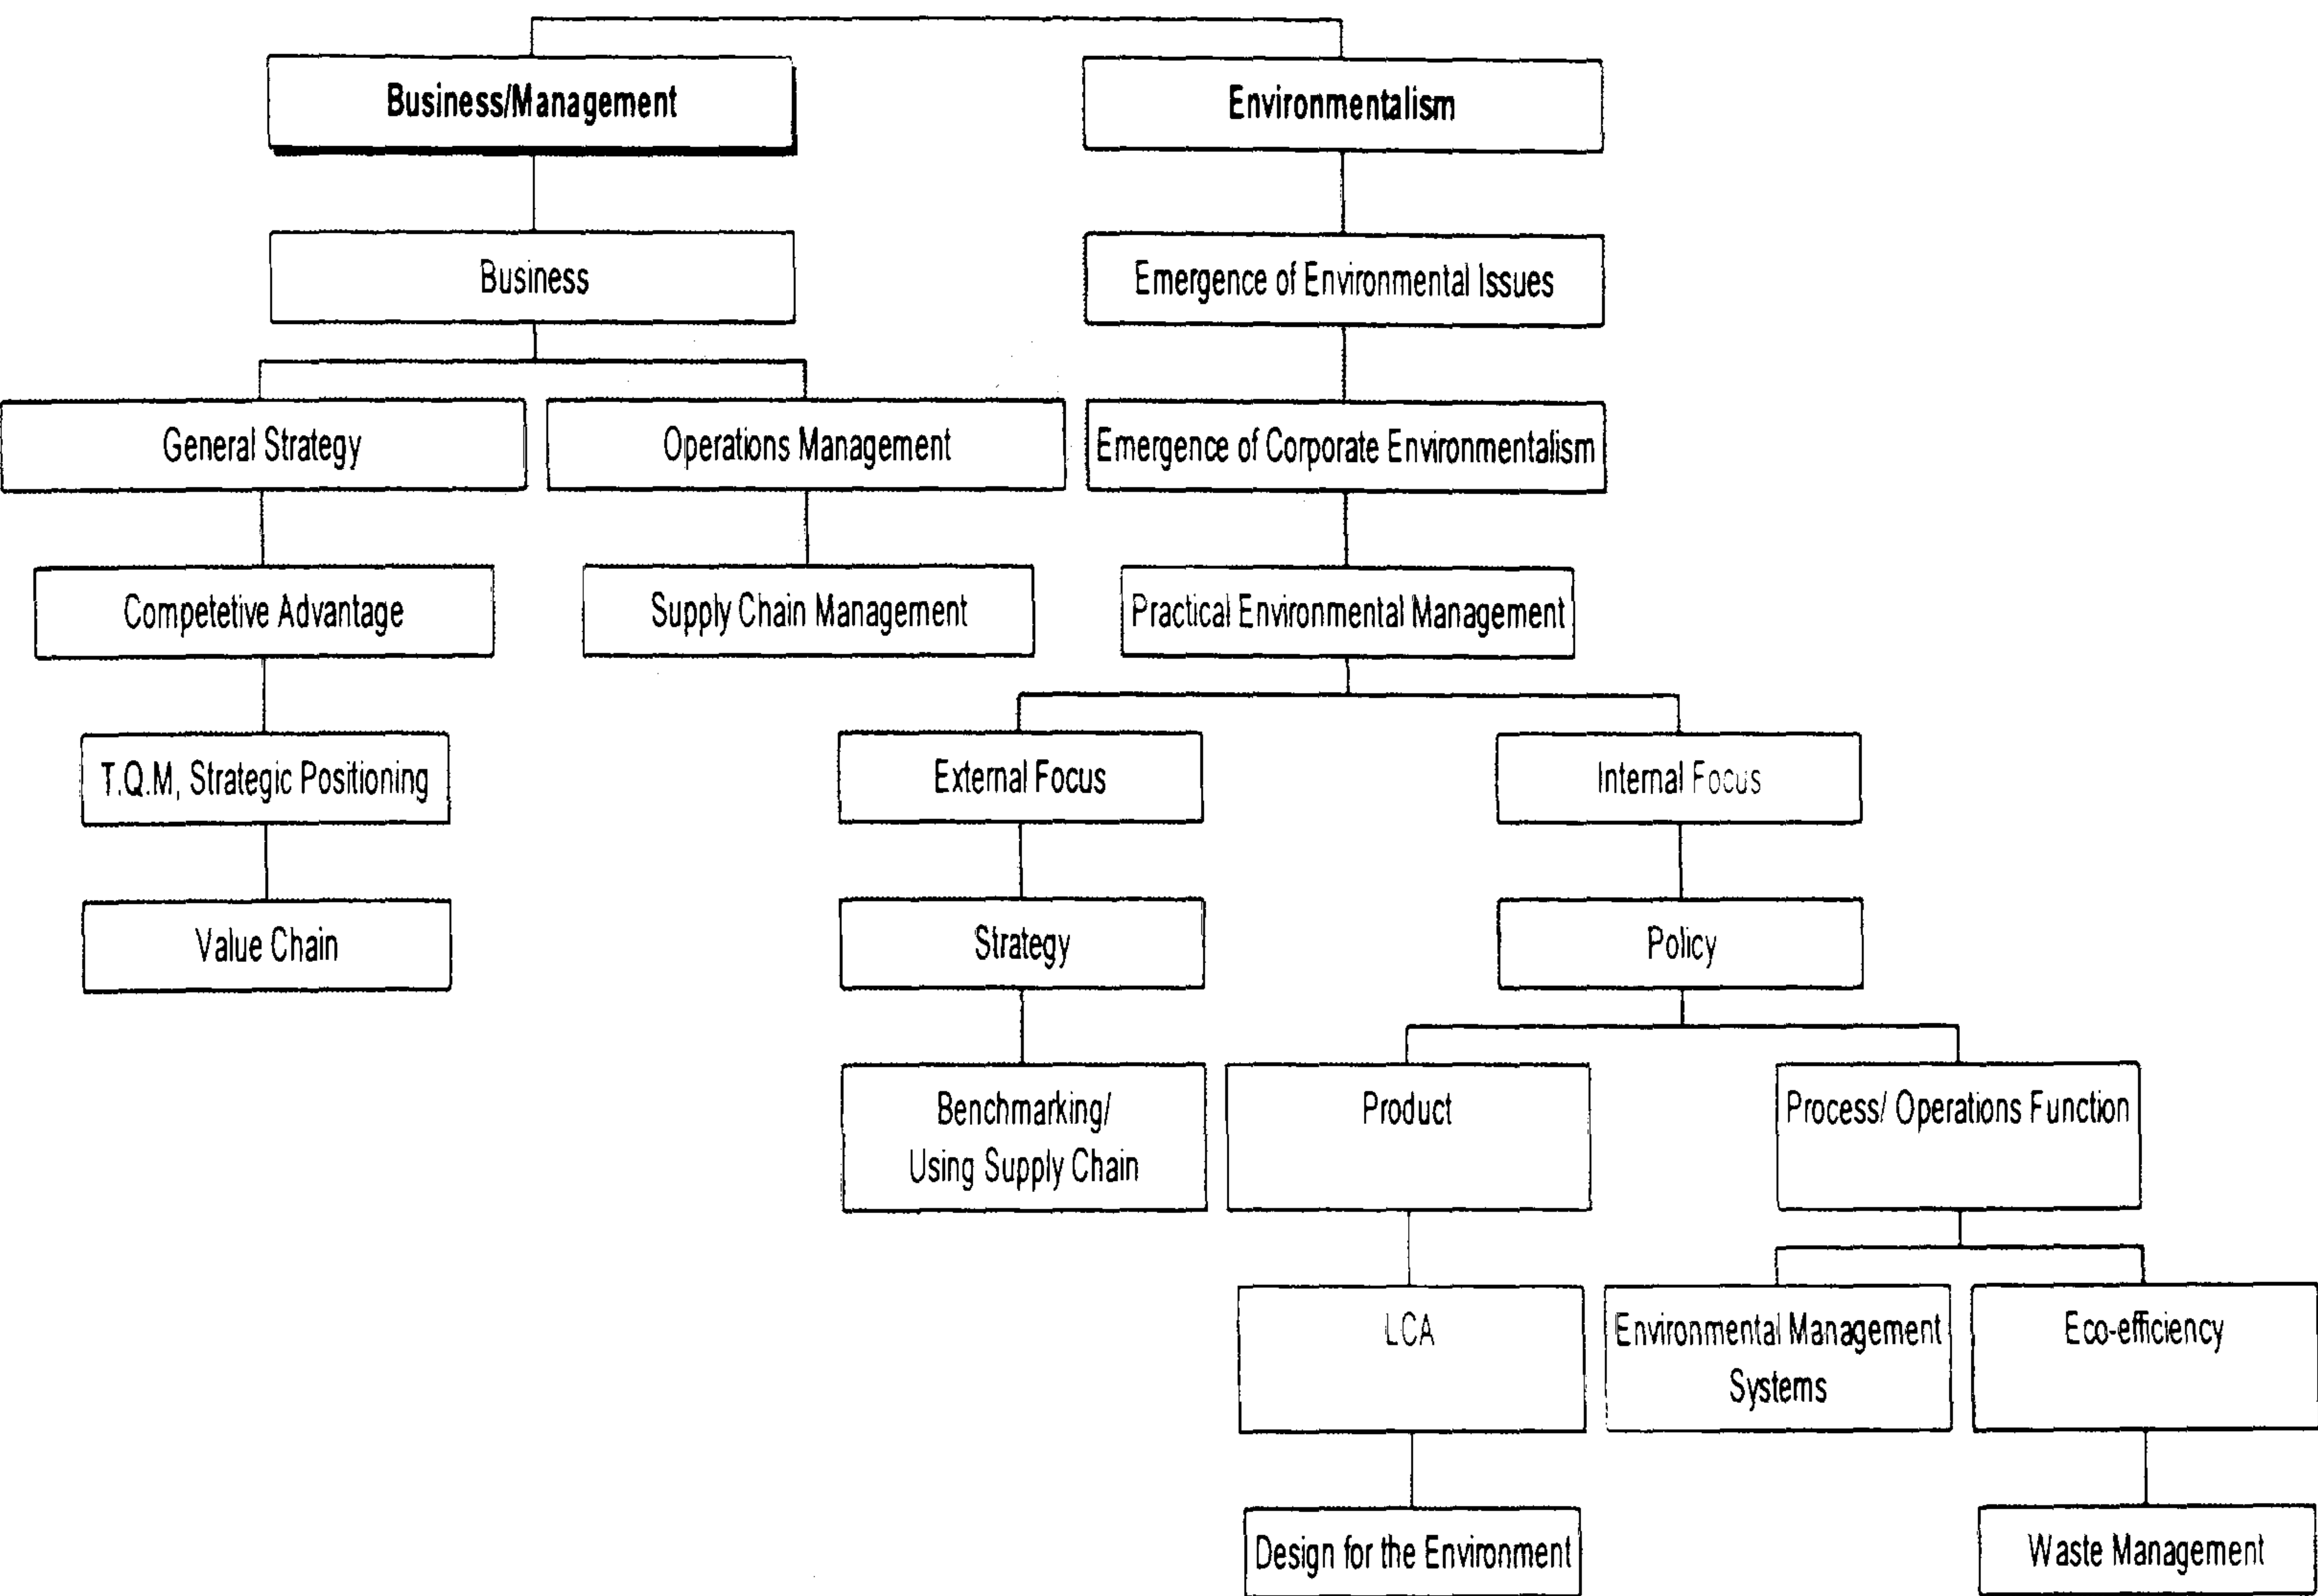 Business/Management
Environmentalism
Business
Emergence of Environmental Issues
General Strategy
Operations Management
Emergence of Corporate Environmentalism
Competetive Advantage
Supply Chain Management
Practical Environmental Management
T.Q.M, Strategic Positioning
External Focus
Internal Focus
Value Chain
Strategy
Policy
Benchmarking/
Using Supply Chain
Product
Process/ Operations Function
LCA
Environmental Management
Systems
Eco-efficiency
Design for the Environment
Waste Management